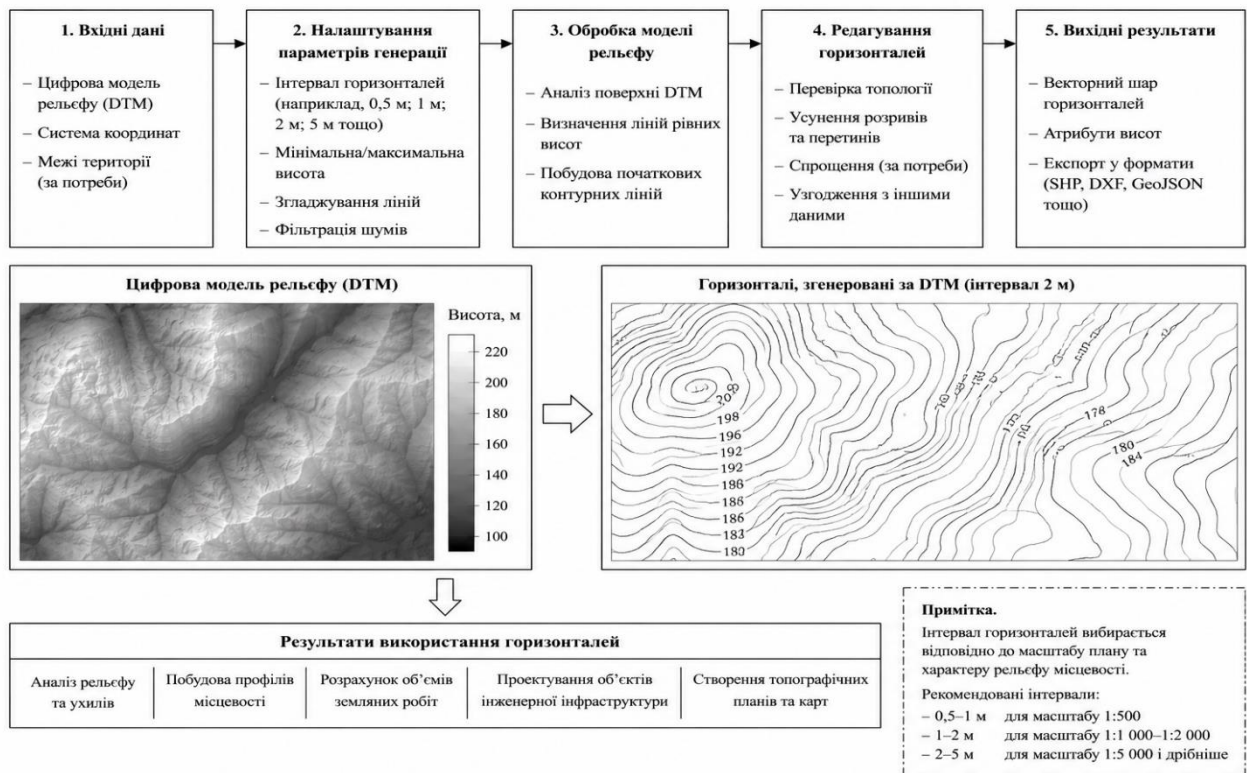 1. Вхідні дані
– Цифрова модель
рельєфу (DTM)
– Система координат
– Межі території
(за потреби)
2. Налаштування
параметрів генерації
– Інтервал горизонталей
(наприклад, 0,5 м; 1 м;
2 м; 5 м тощо)
– Мінімальна/максимальна
висота
– Згладжування ліній
– Фільтрація шумів
3. Обробка моделі
рельєфу
– Аналіз поверхні DTM
– Визначення ліній рівних
висот
– Побудова початкових
контурних ліній
4. Редагування
горизонталей
– Перевірка топології
– Усунення розривів
та перетинів
– Спрощення (за потреби)
– Узгодження з іншими
даними
5. Вихідні результати
– Векторний шар
горизонталей
– Атрибути висот
– Експорт у формати
(SHP, DXF, GeoJSON
тощо)
Цифрова модель рельєфу (DTM)
Висота, м
220
200
180
160
140
120
100
Горизонталі, згенеровані за DTM (інтервал 2 м)
198
196
192
192
186
186
186
183
180
178
180
184
Результати використання горизонталей
Аналіз рельєфу
та ухилів
Побудова профілів
місцевості
Розрахунок об’ємів
земляних робіт
Проектування об’єктів
інженерної інфраструктури
Створення топографічних
планів та карт
Примітка.
Інтервал горизонталей вибирається
відповідно до масштабу плану та
характеру рельєфу місцевості.
Рекомендовані інтервали:
– 0,5–1 м для масштабу 1:500
– 1–2 м для масштабу 1:1 000–1:2 000
– 2–5 м для масштабу 1:5 000 і дрібніше